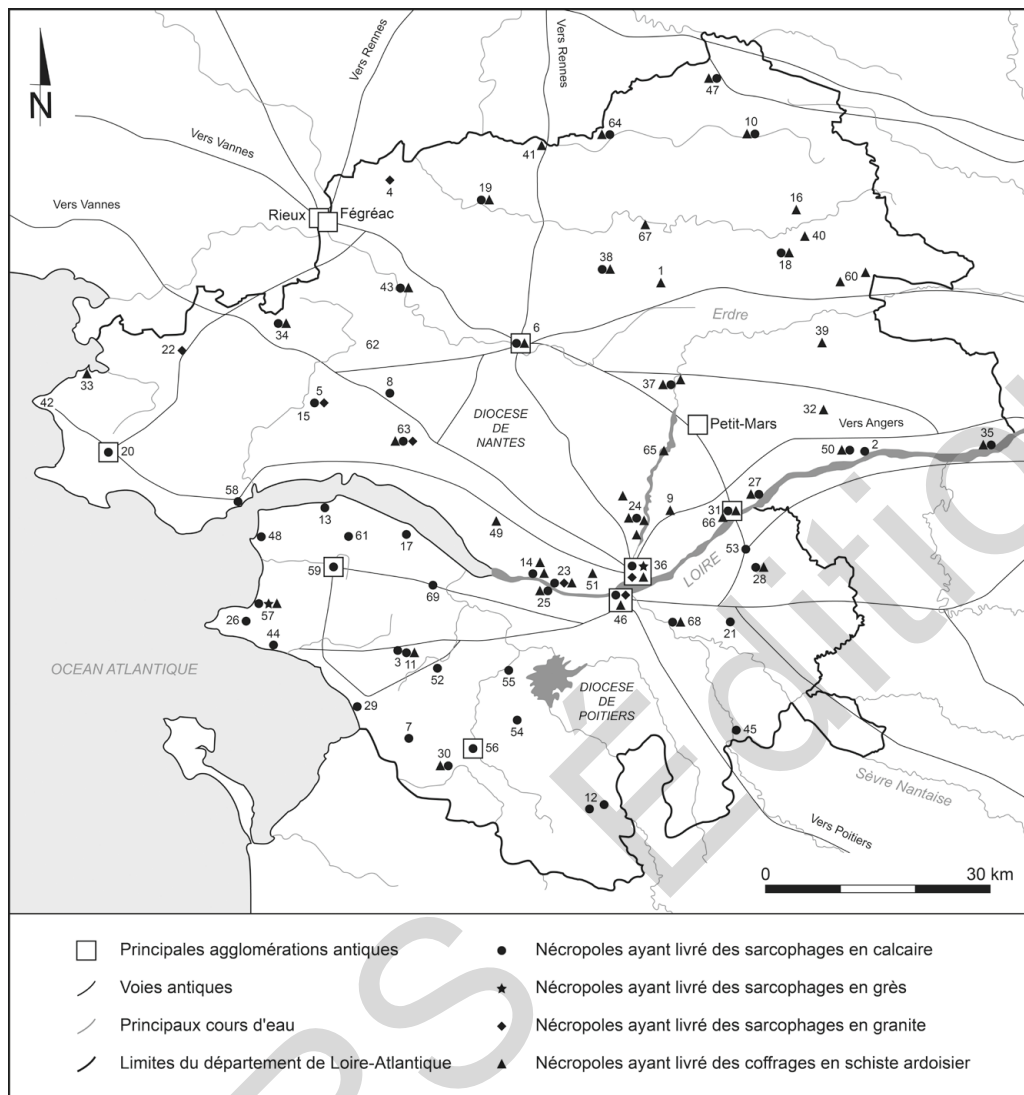 N
Vers Rennes
Vers Rennes
Vers Vannes
Vers Vannes
47
64
10
41
4
19
16
Rieux
Fégréac
67
40
38
18
1
60
43
Erdre
6
34
62
39
22
33
5
8
37
42
15
32
DIOCESE
DE
NANTES
Petit-Mars
Vers Angers
63
35
20
65
50
2
27
58
24
9
31
13
49
66
48
61
17
53
14
23
51
36
LOIRE
28
59
25
69
46
57
26
68
21
44
3
11
OCEAN ATLANTIQUE
52
55
DIOCESE
DE
POITIERS
29
7
54
45
30
56
Sèvre Nantaise
12
Vers Poitiers
0
30 km
Principales agglomérations antiques
Voies antiques
Principaux cours d'eau
Limites du département de Loire-Atlantique
Nécropoles ayant livré des sarcophages en calcaire
Nécropoles ayant livré des sarcophages en grès
Nécropoles ayant livré des sarcophages en granite
Nécropoles ayant livré des coffrages en schiste ardoisier